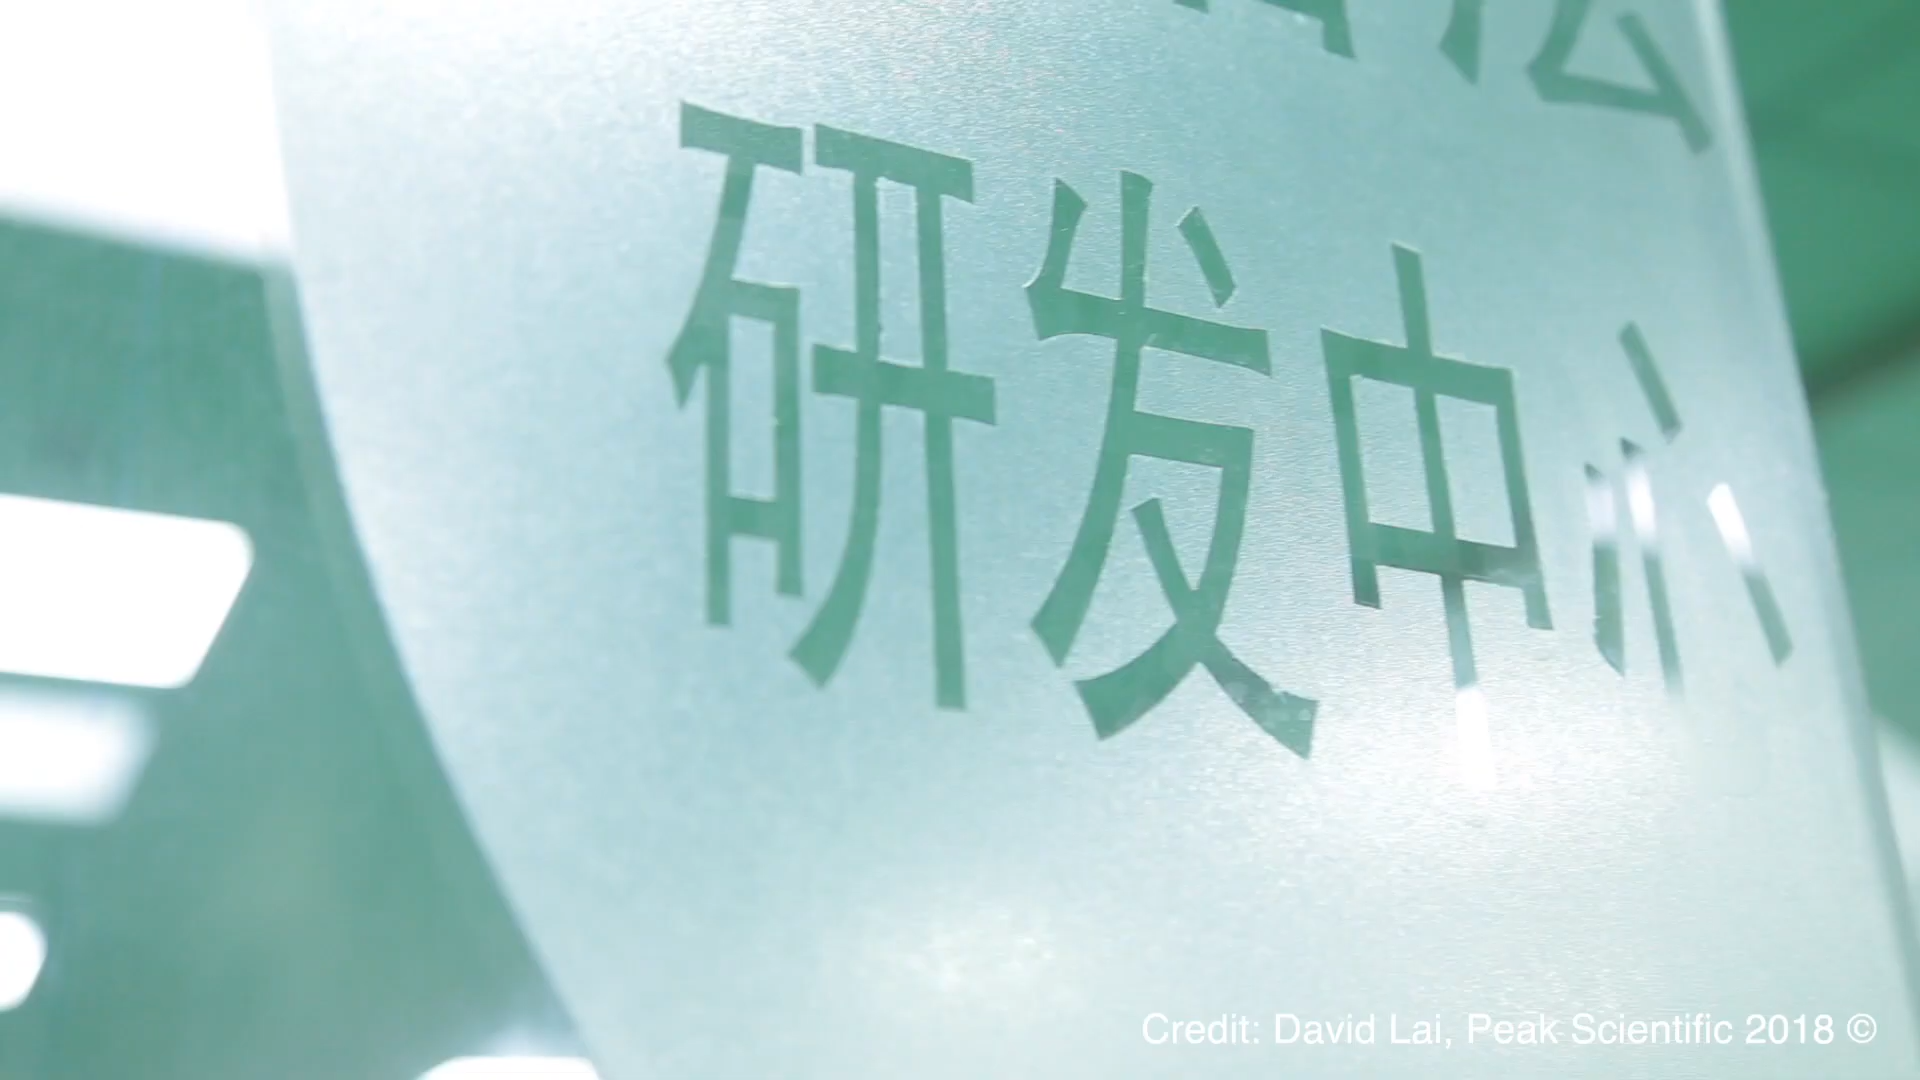 研发中心
Credit: David Lai, Peak Scientific 2018 ©